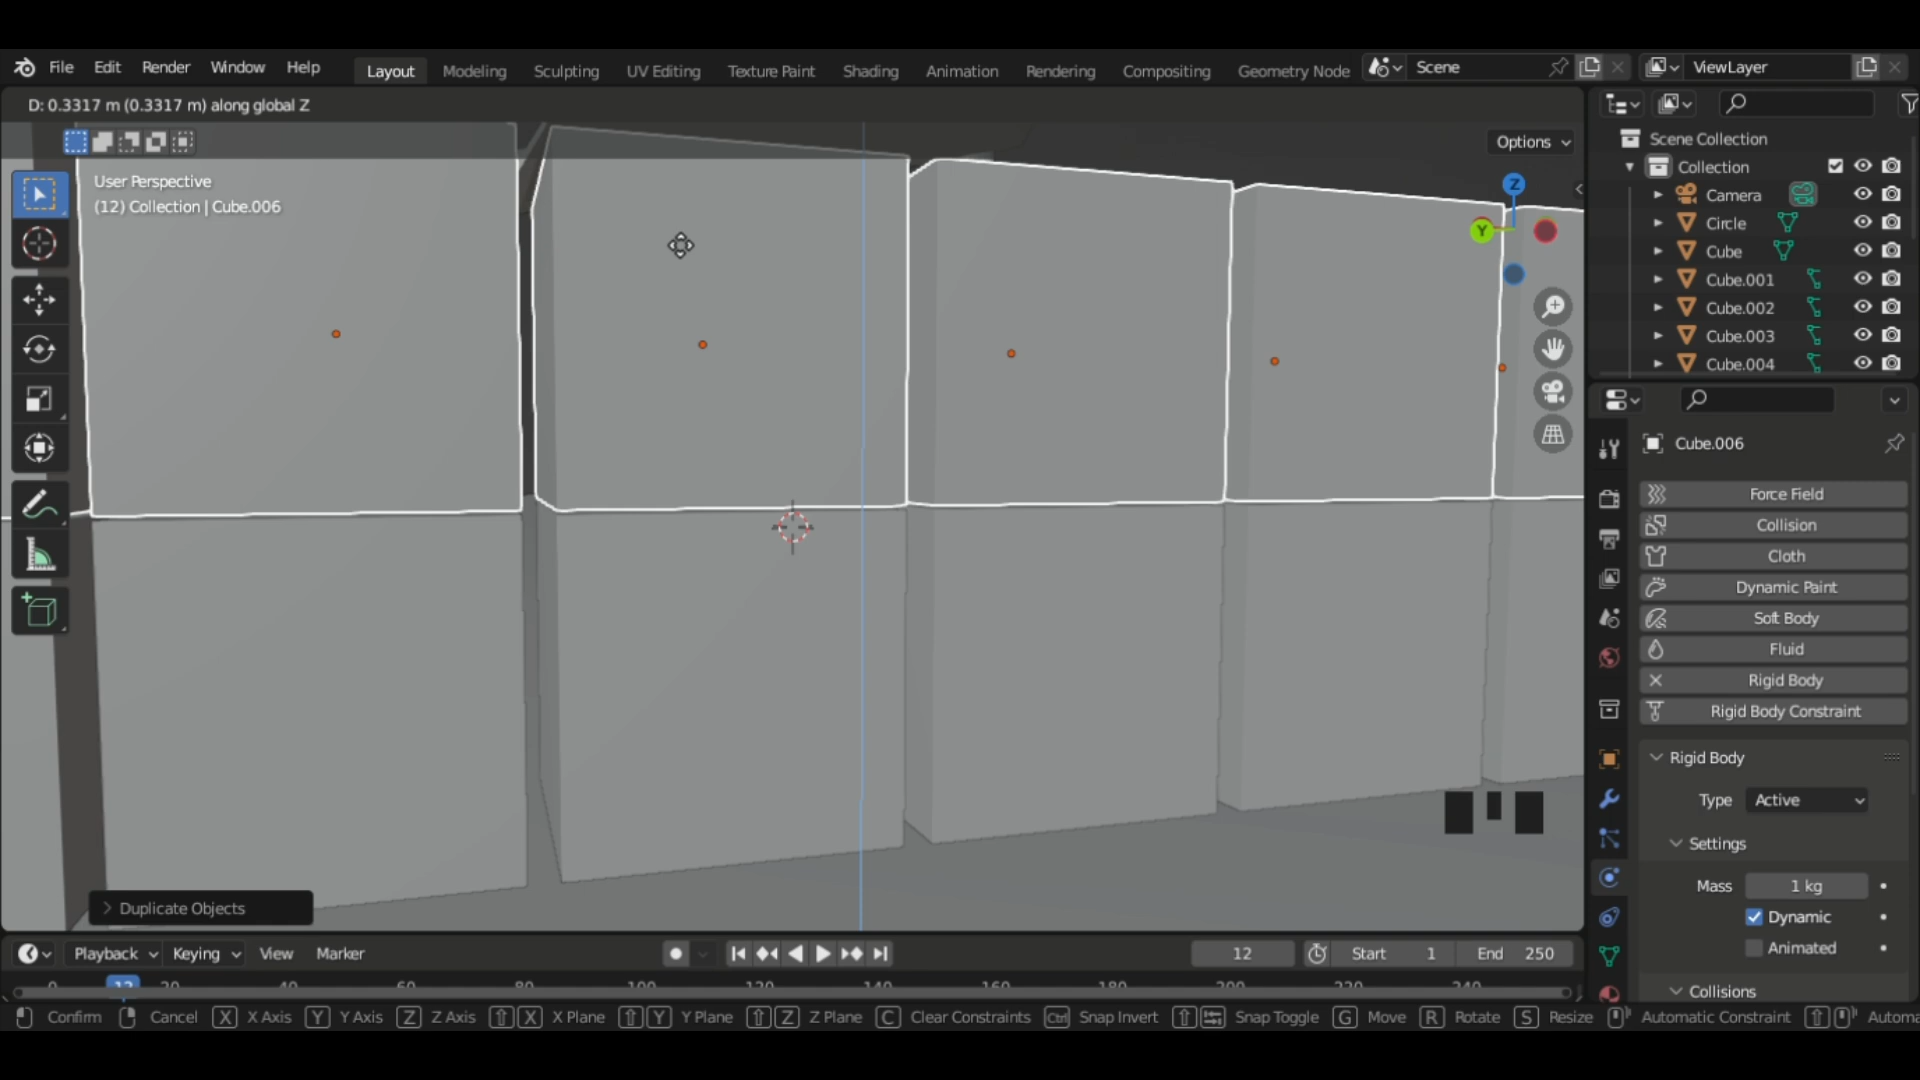 File Edit Render Window Help Layout Modeling Sculpting UV Editing Texture Paint Shading Animation Rendering Compositing Geometry Node Scene ViewLayer
D: 0.3317 m (0.3317 m) along global Z
Options
User Perspective
(12) Collection | Cube.006
Z
Y
Scene Collection
Collection
Camera
Circle
Cube
Cube.001
Cube.002
Cube.003
Cube.004
Cube.006
Force Field
Collision
Cloth
Dynamic Paint
Soft Body
Fluid
Rigid Body
Rigid Body Constraint
Rigid Body
Type Active
Settings
Mass 1 kg
Dynamic
Animated
Collisions
Duplicate Objects
Playback Keying View Marker 12 Start 1 End 250
0 12 20 40 60 80 100 120 140 160 180 200 220 240
Confirm Cancel X X Axis Y Y Axis Z Z Axis X X Plane Y Y Plane Z Z Plane C Clear Constraints Ctrl Snap Invert Snap Toggle G Move R Rotate S Resize Automatic Constraint Automa